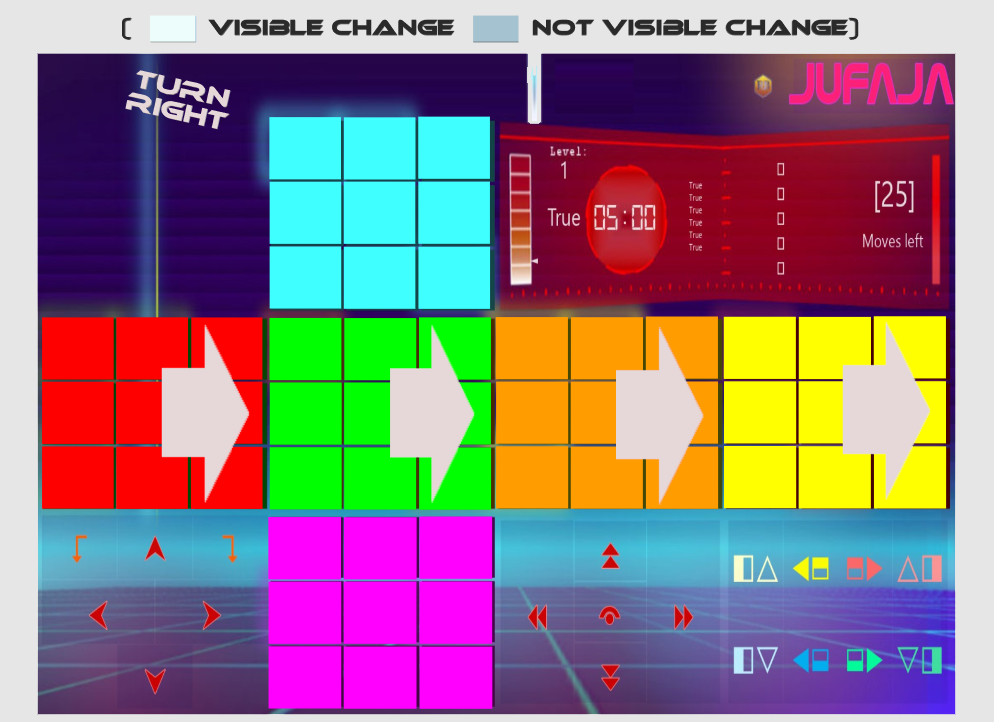 ( VISIBLE CHANGE NOT VISIBLE CHANGE)
TURN
RIGHT
JUFAJA
Level:
1
True
05:00
True
True
True
True
True
True
[25]
Moves left